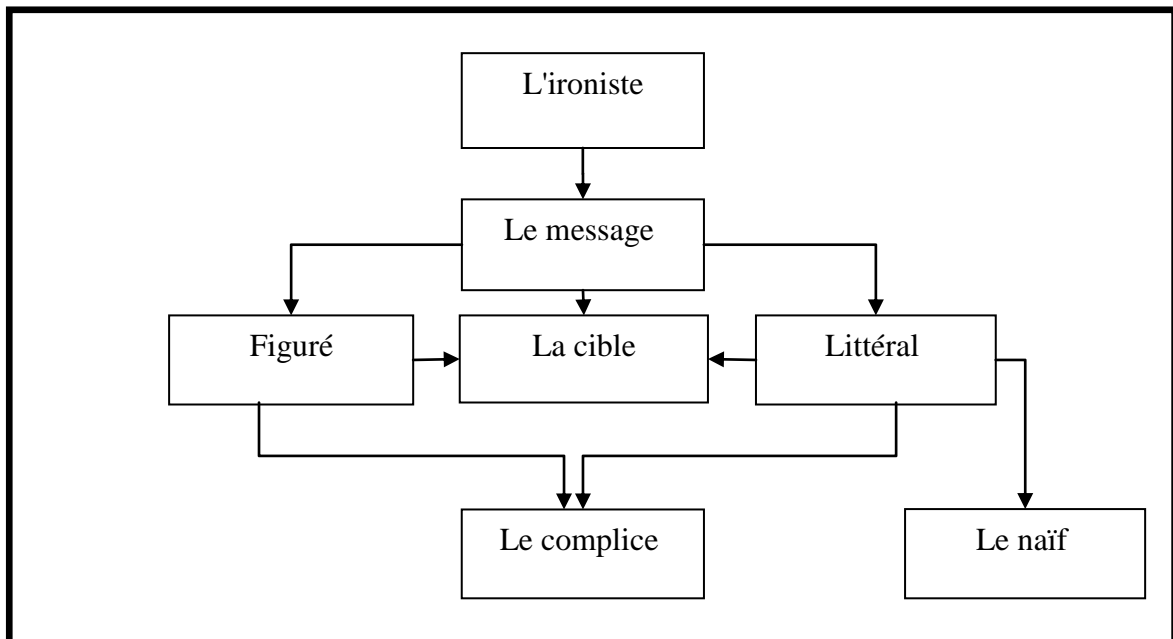 L'ironiste
Le message
Figuré
La cible
Littéral
Le complice
Le naïf